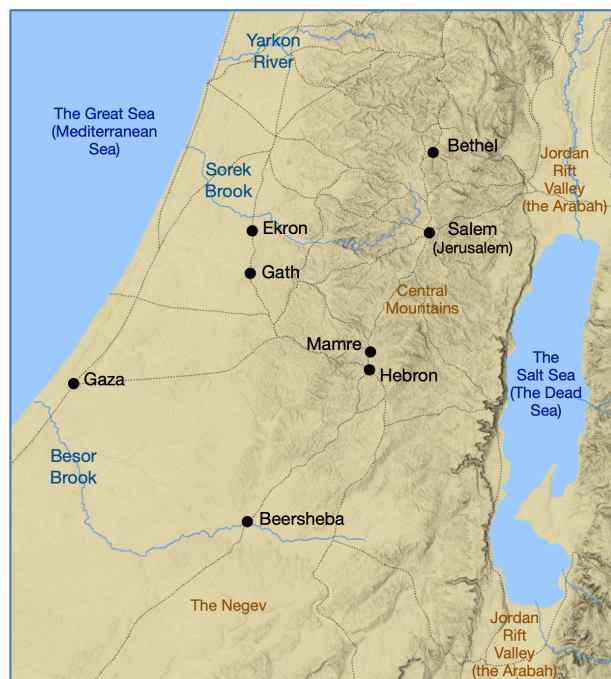 Yarkon
River
The Great Sea
(Mediterranean
Sea)
Bethel
Jordan
Rift
Valley
(the Arabah)
Sorek
Brook
Ekron
Salem
(Jerusalem)
Gath
Central
Mountains
Mamre
Hebron
The
Salt Sea
(The Dead
Sea)
Gaza
Besor
Brook
Beersheba
The Negev
Jordan
Rift
Valley
(the Arabah)